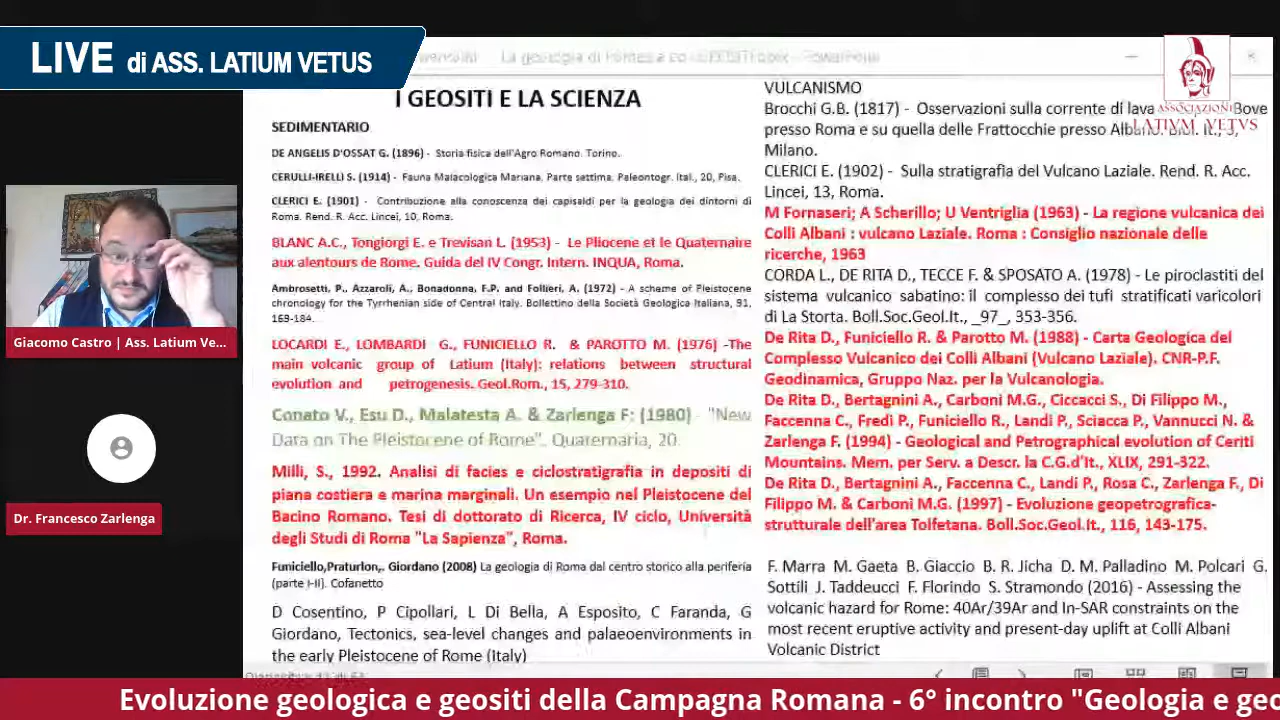 LIVE di ASS. LATIUM VETUS
I GEOSITI E LA SCIENZA
SEDIMENTARIO
DE ANGELIS D'OSSAT G. (1896) - Storia fisica dell'Agro Romano. Torino.
CERULLI-IRELLI S. (1914) - Fauna Malacologica Mariana. Parte settima. Paleontogr. Ital., 20, Pisa.
CLERICI E. (1901) - Contribuzione alla conoscenza dei capisaldi per la geologia dei dintorni di
Roma. Rend. R. Acc. Lincei, 10, Roma.
BLANC A.C., Tongiorgi E. e Trevisan L. (1953) - Le Pliocene et le Quaternaire
aux alentours de Rome. Guida del IV Congr. Intern. INQUA, Roma.
Ambrosetti, P., Azzaroli, A., Bonadonna, F.P. and Follieri, A. (1972) - A scheme of Pleistocene
chronology for the Tyrrhenian side of Central Italy. Bollettino della Società Geologica Italiana, 91,
169-184.
LOCARDI E., LOMBARDI G., FUNICIELLO R. & PAROTTO M. (1976) -The
main volcanic group of Latium (Italy): relations between structural
evolution and petrogenesis. Geol.Rom., 15, 279-310.
Conato V., Esu D., Malatesta A. & Zarlenga F: (1980) - "New
Data on The Pleistocene of Rome". Quaternaria, 20.
Milli, S., 1992. Analisi di facies e ciclostratigrafia in depositi di
piana costiera e marina marginali. Un esempio nel Pleistocene del
Bacino Romano. Tesi di dottorato di Ricerca, IV ciclo, Università
degli Studi di Roma "La Sapienza", Roma.
Funiciello,Praturlon,. Giordano (2008) La geologia di Roma dal centro storico alla periferia
(parte I-II). Cofanetto
D Cosentino, P Cipollari, L Di Bella, A Esposito, C Faranda, G
Giordano, Tectonics, sea-level changes and palaeoenvironments in
the early Pleistocene of Rome (Italy)
VULCANISMO
Brocchi G.B. (1817) - Osservazioni sulla corrente di lava Bove
presso Roma e su quella delle Frattocchie presso
Milano.
CLERICI E. (1902) - Sulla stratigrafia del Vulcano Laziale. Rend. R. Acc.
Lincei, 13, Roma.
M Fornaseri; A Scherillo; U Ventriglia (1963) - La regione vulcanica dei
Colli Albani : vulcano Laziale. Roma : Consiglio nazionale delle
ricerche, 1963
CORDA L., DE RITA D., TECCE F. & SPOSATO A. (1978) - Le piroclastiti del
sistema vulcanico sabatino: il complesso dei tufi stratificati varicolori
di La Storta. Boll.Soc.Geol.It., _97_, 353-356.
De Rita D., Funiciello R. & Parotto M. (1988) - Carta Geologica del
Complesso Vulcanico dei Colli Albani (Vulcano Laziale). CNR-P.F.
Geodinamica, Gruppo Naz. per la Vulcanologia.
De Rita D., Bertagnini A., Carboni M.G., Ciccacci S., Di Filippo M.,
Faccenna C., Fredi P., Funiciello R., Landi P., Sciacca P., Vannucci N. &
Zarlenga F. (1994) - Geological and Petrographical evolution of Ceriti
Mountains. Mem. per Serv. a Descr. la C.G.d'It., XLIX, 291-322.
De Rita D., Bertagnini A., Faccenna C., Landi P., Rosa C., Zarlenga F., Di
Filippo M. & Carboni M.G. (1997) - Evoluzione geopetrografica-
strutturale dell'area Tolfetana. Boll.Soc.Geol.It., 116, 143-175.
F. Marra M. Gaeta B. Giaccio B. R. Jicha D. M. Palladino M. Polcari G.
Sottili J. Taddeucci F. Florindo S. Stramondo (2016) - Assessing the
volcanic hazard for Rome: 40Ar/39Ar and In-SAR constraints on the
most recent eruptive activity and present-day uplift at Colli Albani
Volcanic District
ASSOCIAZIONE
LATIVM VETVS
Giacomo Castro | Ass. Latium Ve...
Dr. Francesco Zarlenga
Evoluzione geologica e geositi della Campagna Romana - 6° incontro "Geologia e geo